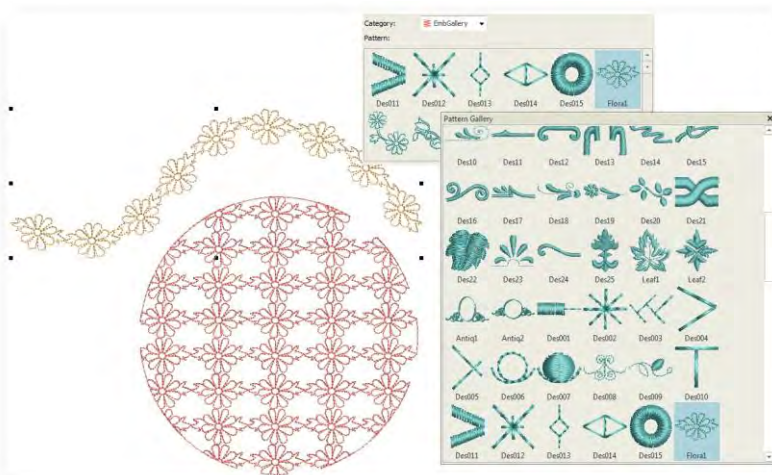 Category: EmbGallery
Pattern:
Des011 Des012 Des013 Des014 Des015 Flora1
Pattern Gallery
Des10 Des11 Des12 Des13 Des14 Des15
Des16 Des17 Des18 Des19 Des20 Des21
Des22 Des23 Des24 Des25 Leaf1 Leaf2
Antiq1 Antiq2 Des001 Des002 Des003 Des004
Des005 Des006 Des007 Des008 Des009 Des010
Des011 Des012 Des013 Des014 Des015 Flora1